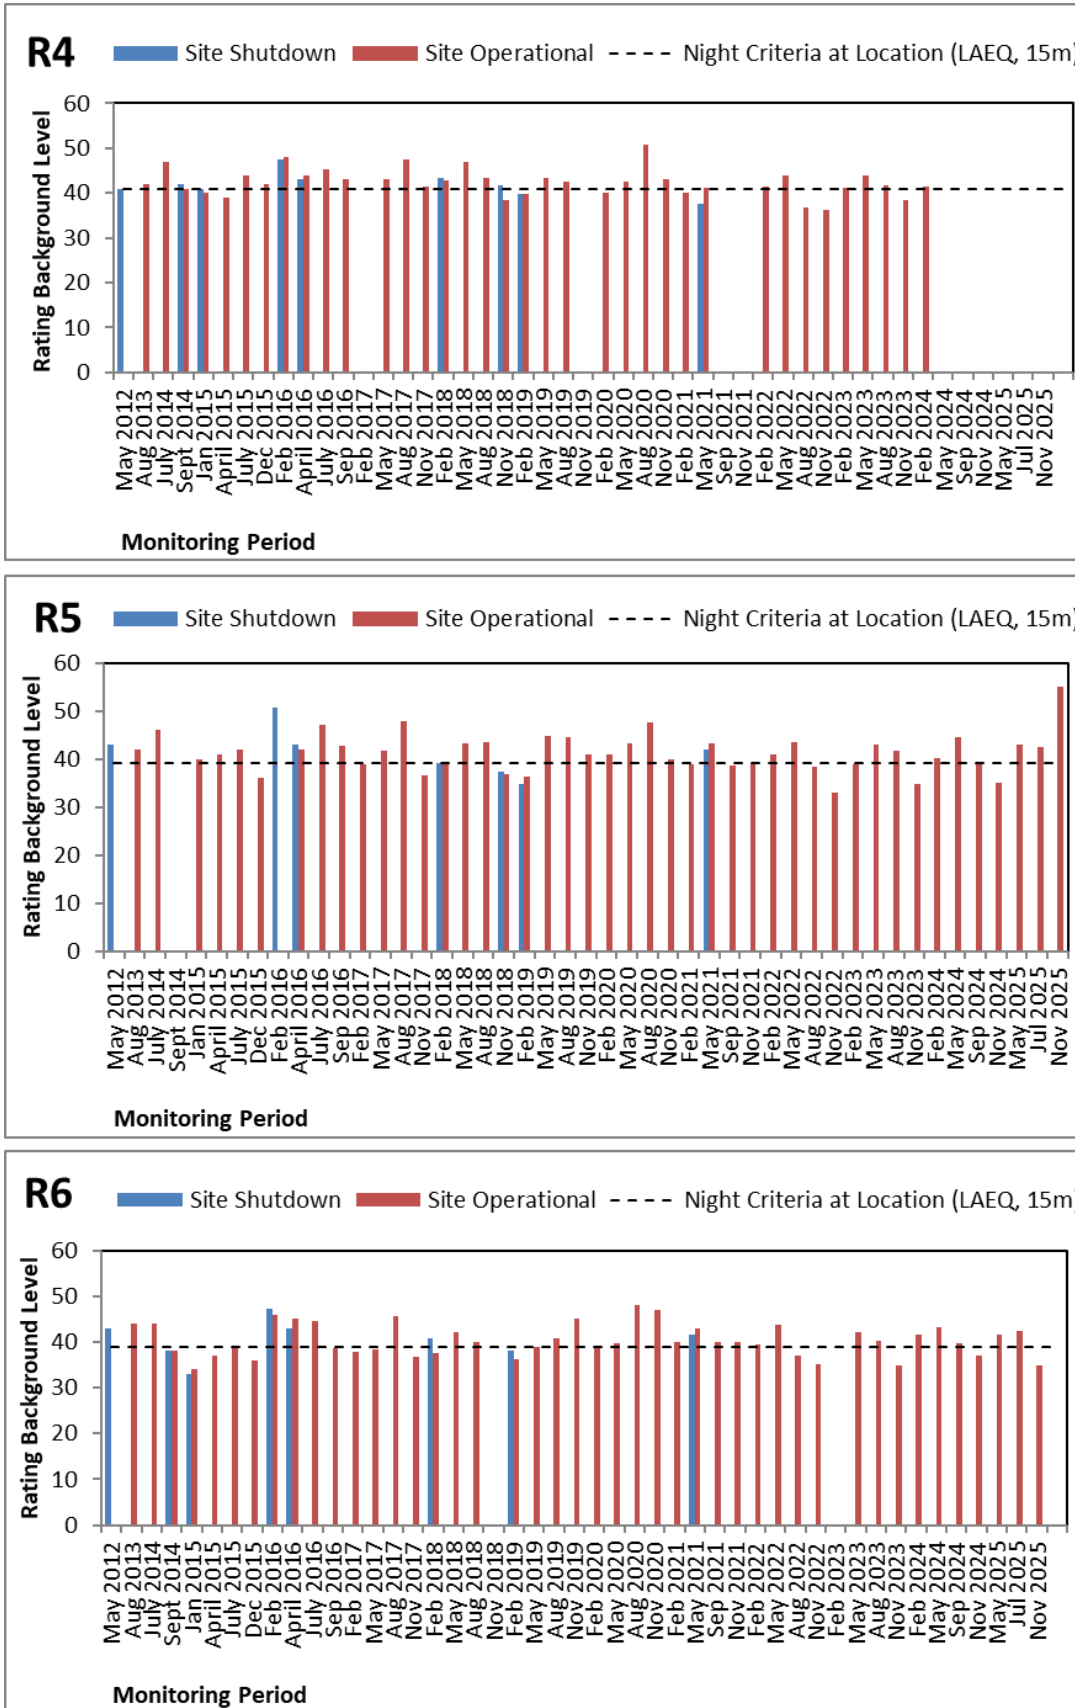 R4 Site Shutdown Site Operational Night Criteria at Location (LAEQ, 15m)
Rating Background Level
60
50
40
30
20
10
0
May 2012
Aug 2013
July 2014
Sept 2014
Jan 2015
April 2015
July 2015
Dec 2015
Feb 2016
April 2016
July 2016
Sep 2016
Feb 2017
May 2017
Aug 2017
Nov 2017
Feb 2018
May 2018
Aug 2018
Nov 2018
Feb 2019
May 2019
Aug 2019
Nov 2019
Feb 2020
May 2020
Aug 2020
Nov 2020
Feb 2021
May 2021
Sep 2021
Nov 2021
Feb 2022
May 2022
Aug 2022
Nov 2022
Feb 2023
May 2023
Aug 2023
Nov 2023
Feb 2024
May 2024
Sep 2024
Nov 2024
May 2025
Jul 2025
Nov 2025
Monitoring Period
R5 Site Shutdown Site Operational Night Criteria at Location (LAEQ, 15m)
Rating Background Level
60
50
40
30
20
10
0
May 2012
Aug 2013
July 2014
Sept 2014
Jan 2015
April 2015
July 2015
Dec 2015
Feb 2016
April 2016
July 2016
Sep 2016
Feb 2017
May 2017
Aug 2017
Nov 2017
Feb 2018
May 2018
Aug 2018
Nov 2018
Feb 2019
May 2019
Aug 2019
Nov 2019
Feb 2020
May 2020
Aug 2020
Nov 2020
Feb 2021
May 2021
Sep 2021
Nov 2021
Feb 2022
May 2022
Aug 2022
Nov 2022
Feb 2023
May 2023
Aug 2023
Nov 2023
Feb 2024
May 2024
Sep 2024
Nov 2024
May 2025
Jul 2025
Nov 2025
Monitoring Period
R6 Site Shutdown Site Operational Night Criteria at Location (LAEQ, 15m)
Rating Background Level
60
50
40
30
20
10
0
May 2012
Aug 2013
July 2014
Sept 2014
Jan 2015
April 2015
July 2015
Dec 2015
Feb 2016
April 2016
July 2016
Sep 2016
Feb 2017
May 2017
Aug 2017
Nov 2017
Feb 2018
May 2018
Aug 2018
Nov 2018
Feb 2019
May 2019
Aug 2019
Nov 2019
Feb 2020
May 2020
Aug 2020
Nov 2020
Feb 2021
May 2021
Sep 2021
Nov 2021
Feb 2022
May 2022
Aug 2022
Nov 2022
Feb 2023
May 2023
Aug 2023
Nov 2023
Feb 2024
May 2024
Sep 2024
Nov 2024
May 2025
Jul 2025
Nov 2025
Monitoring Period